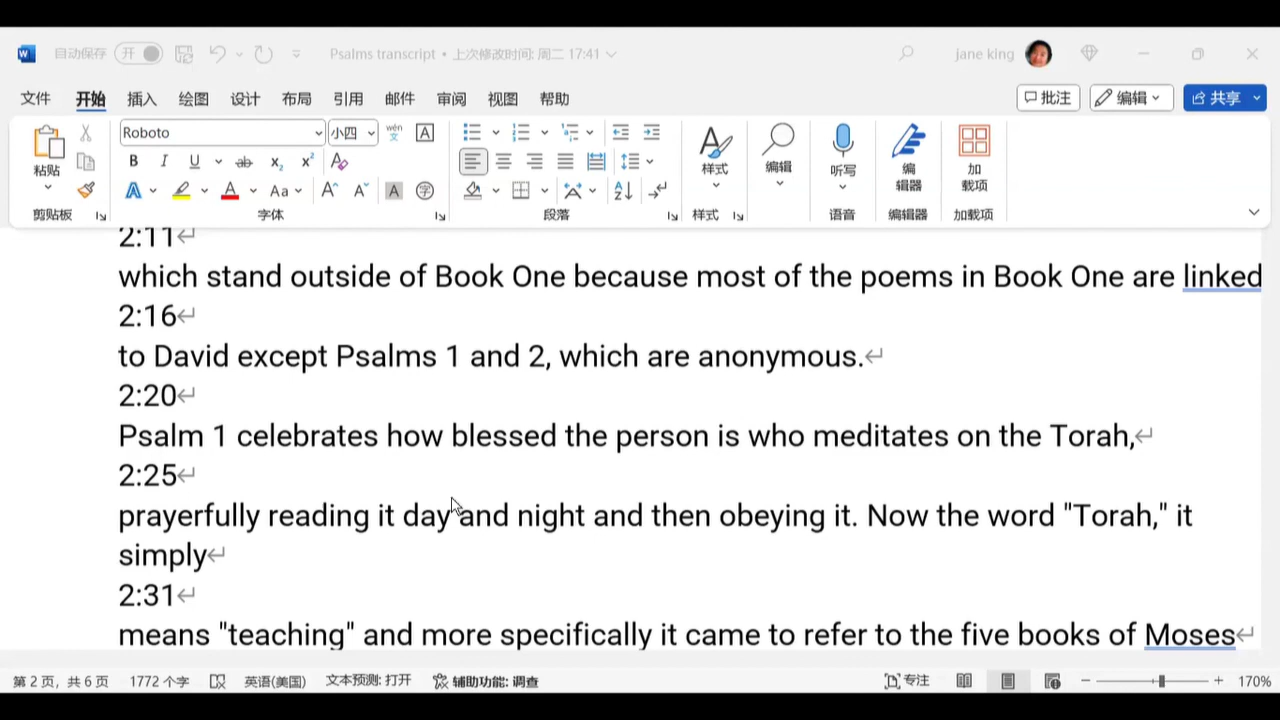 自动保存 开 Psalms transcript • 上次修改时间: 周二 17:41 jane king
文件 开始 插入 绘图 设计 布局 引用 邮件 审阅 视图 帮助 批注 编辑 共享
Roboto 小四 wén 文 A
粘贴 B I U ab x₂ x² A 样式 编辑 听写 编辑器 加载项
A A Aa A A A 字 A Z
剪贴板 字体 段落 样式 语音 编辑器 加载项
2:11
which stand outside of Book One because most of the poems in Book One are linked
2:16
to David except Psalms 1 and 2, which are anonymous.
2:20
Psalm 1 celebrates how blessed the person is who meditates on the Torah,
2:25
prayerfully reading it day and night and then obeying it. Now the word "Torah," it
simply
2:31
means "teaching" and more specifically it came to refer to the five books of Moses
第 2 页，共 6 页 1772 个字 英语(美国) 文本预测: 打开 辅助功能: 调查 专注 170%